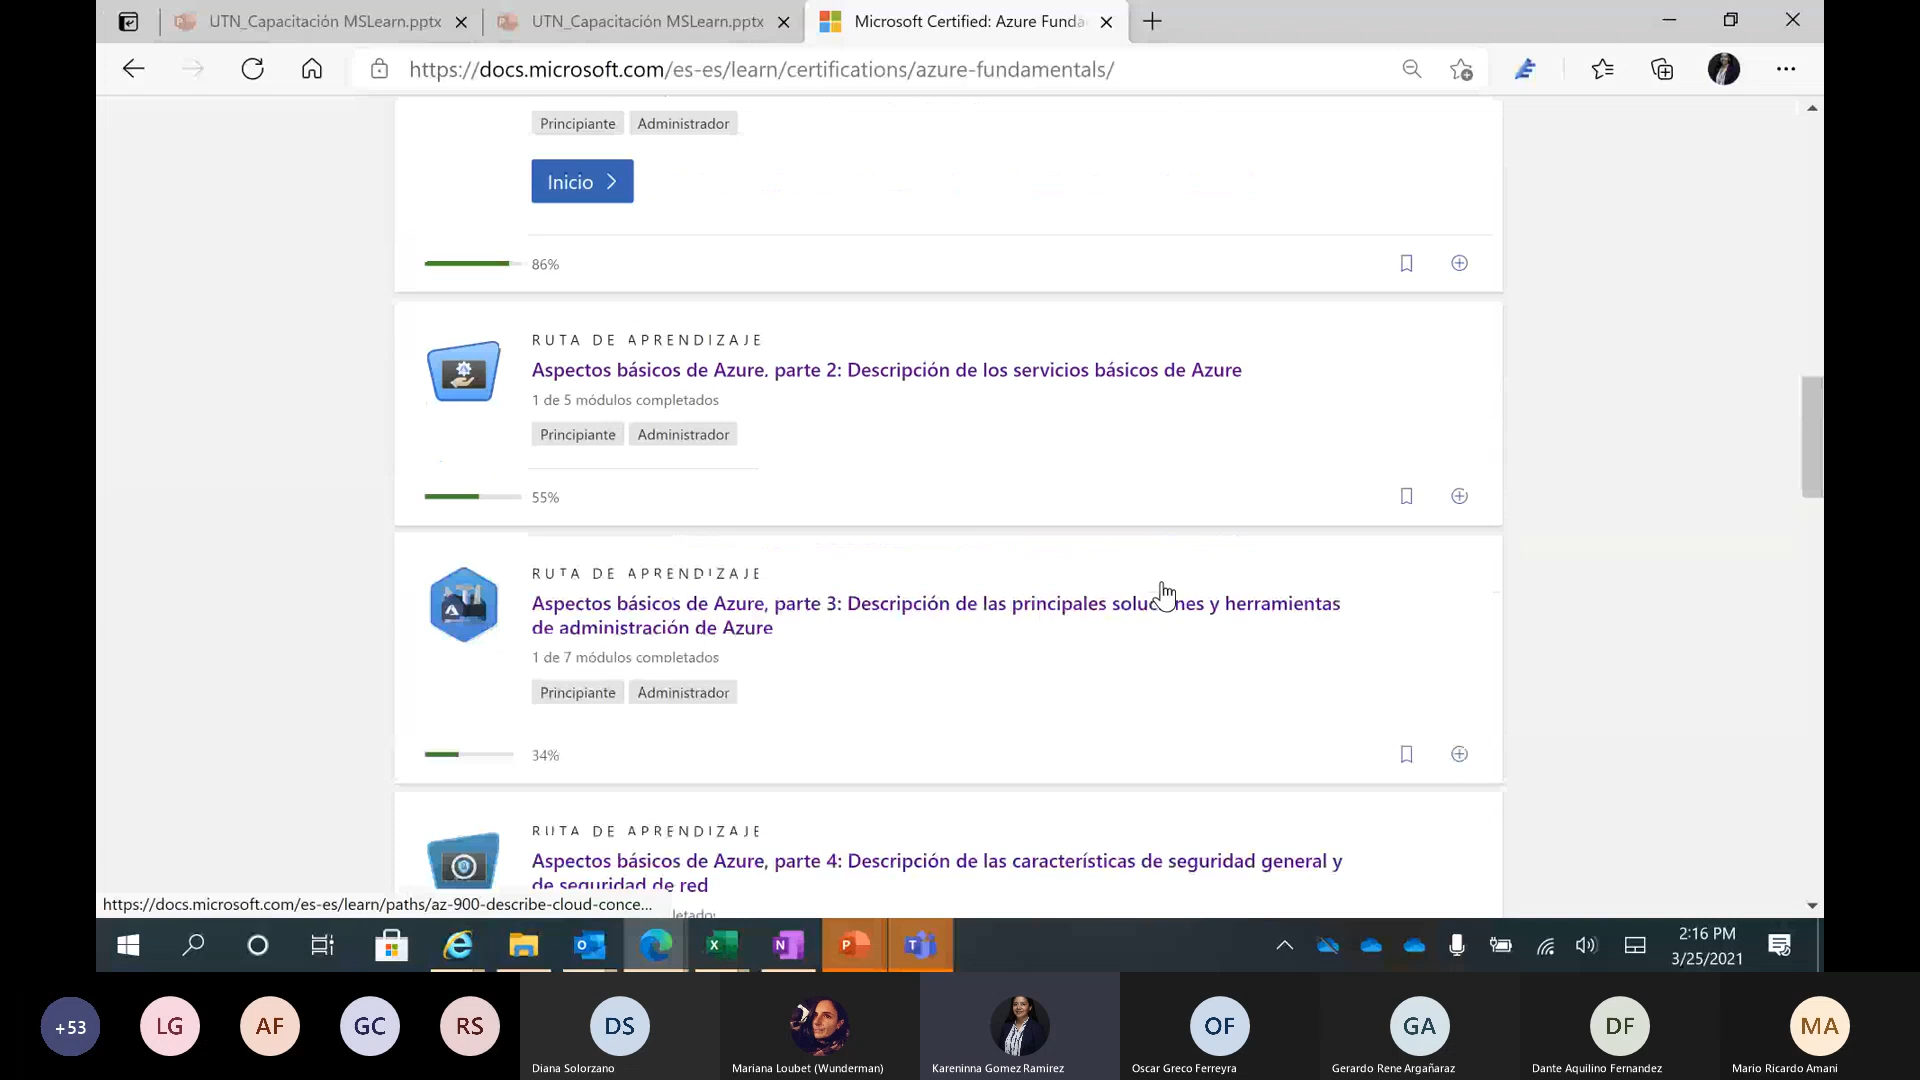 UTN_Capacitación MSLearn.pptx
UTN_Capacitación MSLearn.pptx
Microsoft Certified: Azure Funda
https://docs.microsoft.com/es-es/learn/certifications/azure-fundamentals/
Principiante Administrador
Inicio
86%
RUTA DE APRENDIZAJE
Aspectos básicos de Azure, parte 2: Descripción de los servicios básicos de Azure
1 de 5 módulos completados
Principiante Administrador
55%
RUTA DE APRENDIZAJE
Aspectos básicos de Azure, parte 3: Descripción de las principales soluciones y herramientas
de administración de Azure
1 de 7 módulos completados
Principiante Administrador
34%
RUTA DE APRENDIZAJE
Aspectos básicos de Azure, parte 4: Descripción de las características de seguridad general y
de seguridad de red
https://docs.microsoft.com/es-es/learn/paths/az-900-describe-cloud-conce...
2:16 PM
3/25/2021
+53
LG
AF
GC
RS
DS
OF
GA
DF
MA
Diana Solorzano
Mariana Loubet (Wunderman)
Kareninna Gomez Ramirez
Oscar Greco Ferreyra
Gerardo Rene Argañaraz
Dante Aquilino Fernandez
Mario Ricardo Amani